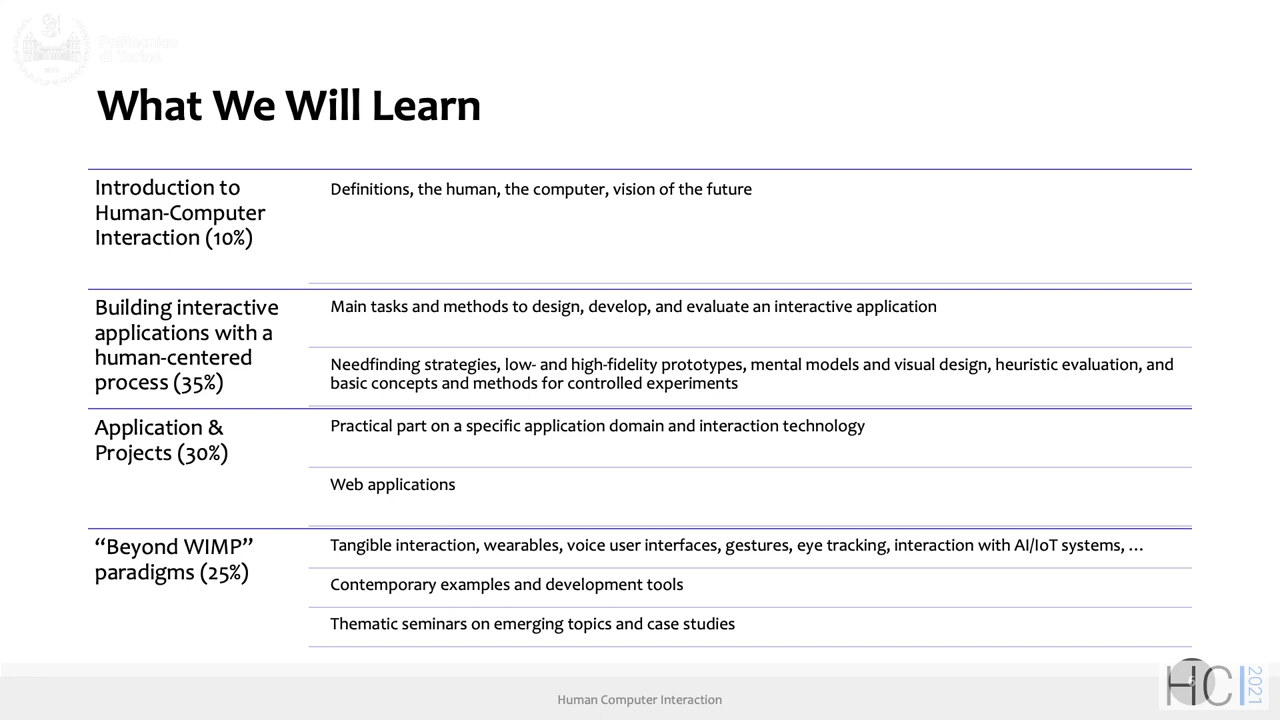 Politecnico
di Torino
What We Will Learn
Introduction to
Human-Computer
Interaction (10%)
Definitions, the human, the computer, vision of the future
Building interactive
applications with a
human-centered
process (35%)
Main tasks and methods to design, develop, and evaluate an interactive application
Needfinding strategies, low- and high-fidelity prototypes, mental models and visual design, heuristic evaluation, and
basic concepts and methods for controlled experiments
Application &
Projects (30%)
Practical part on a specific application domain and interaction technology
Web applications
“Beyond WIMP”
paradigms (25%)
Tangible interaction, wearables, voice user interfaces, gestures, eye tracking, interaction with AI/IoT systems, …
Contemporary examples and development tools
Thematic seminars on emerging topics and case studies
Human Computer Interaction
HCI 2021
6